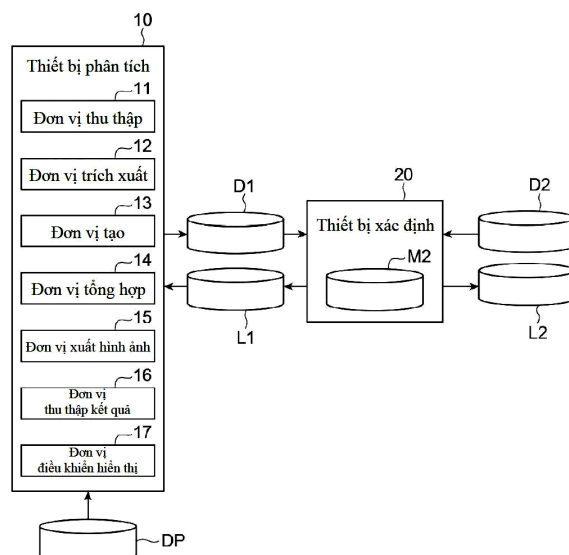 10
Thiết bị phân tích
11
Đơn vị thu thập
12
Đơn vị trích xuất
13
Đơn vị tạo
14
Đơn vị tổng hợp
15
Đơn vị xuất hình ảnh
16
Đơn vị
thu thập kết quả
17
Đơn vị
điều khiển hiển thị
DP
D1
L1
20
Thiết bị xác định
M2
D2
L2